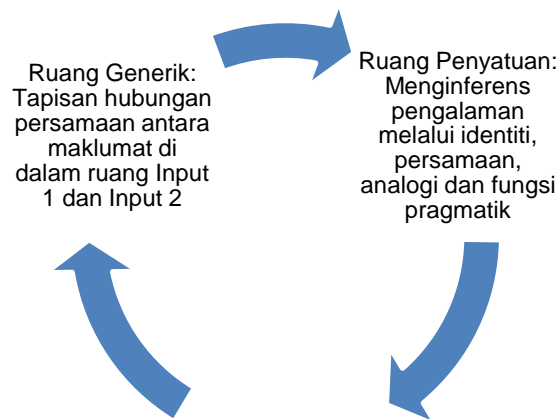 Ruang Generik:
Tapisan hubungan
persamaan antara
maklumat di
dalam ruang Input
1 dan Input 2
Ruang Penyatuan:
Menginferens
pengalaman
melalui identiti,
persamaan,
analogi dan fungsi
pragmatik